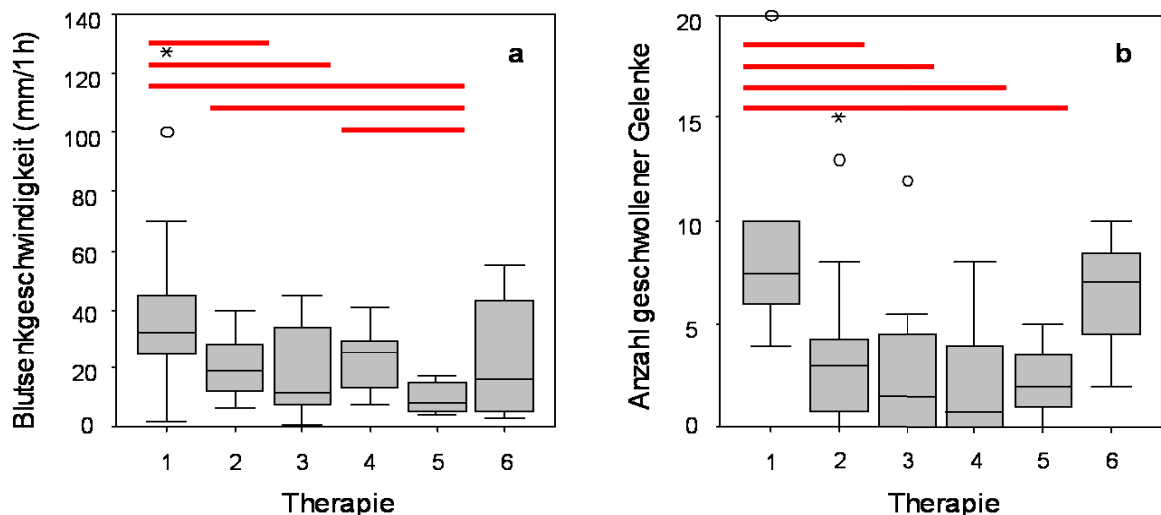 a
Blutsenkgeschwindigkeit (mm/1h)
140
120
100
80
60
40
20
0
1 2 3 4 5 6
Therapie
b
Anzahl geschwollener Gelenke
20
15
10
5
0
1 2 3 4 5 6
Therapie